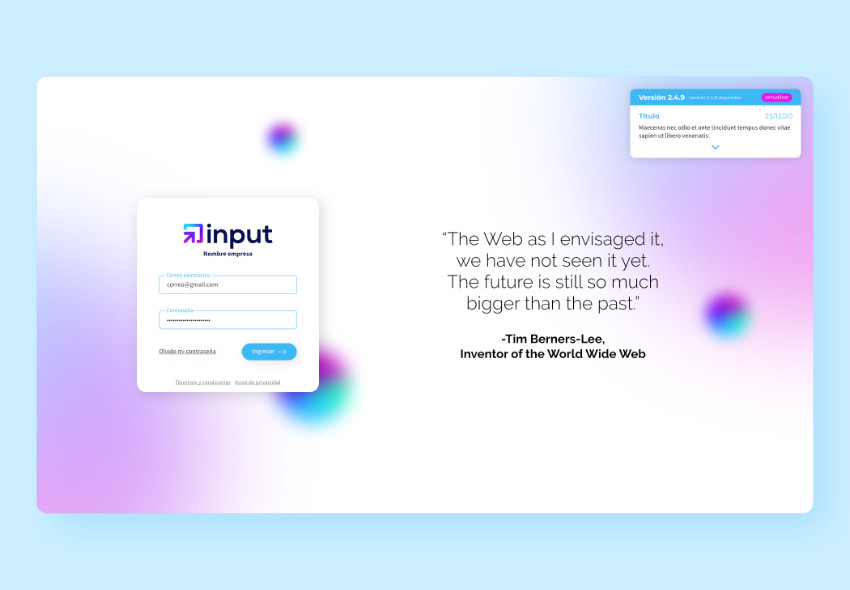 input
Nombre empresa
Correo electrónico
correo@gmail.com
Contraseña
Olvide mi contraseña
Ingresar
Términos y condiciones Aviso de privacidad
“The Web as I envisaged it,
we have not seen it yet.
The future is still so much
bigger than the past.”
-Tim Berners-Lee,
Inventor of the World Wide Web
Versión 2.4.9 - Versión 2.4.9 disponible
Título 23/12/20
Maecenas nec odio et ante tincidunt tempus donec vitae
sapien ut libero venenatis.